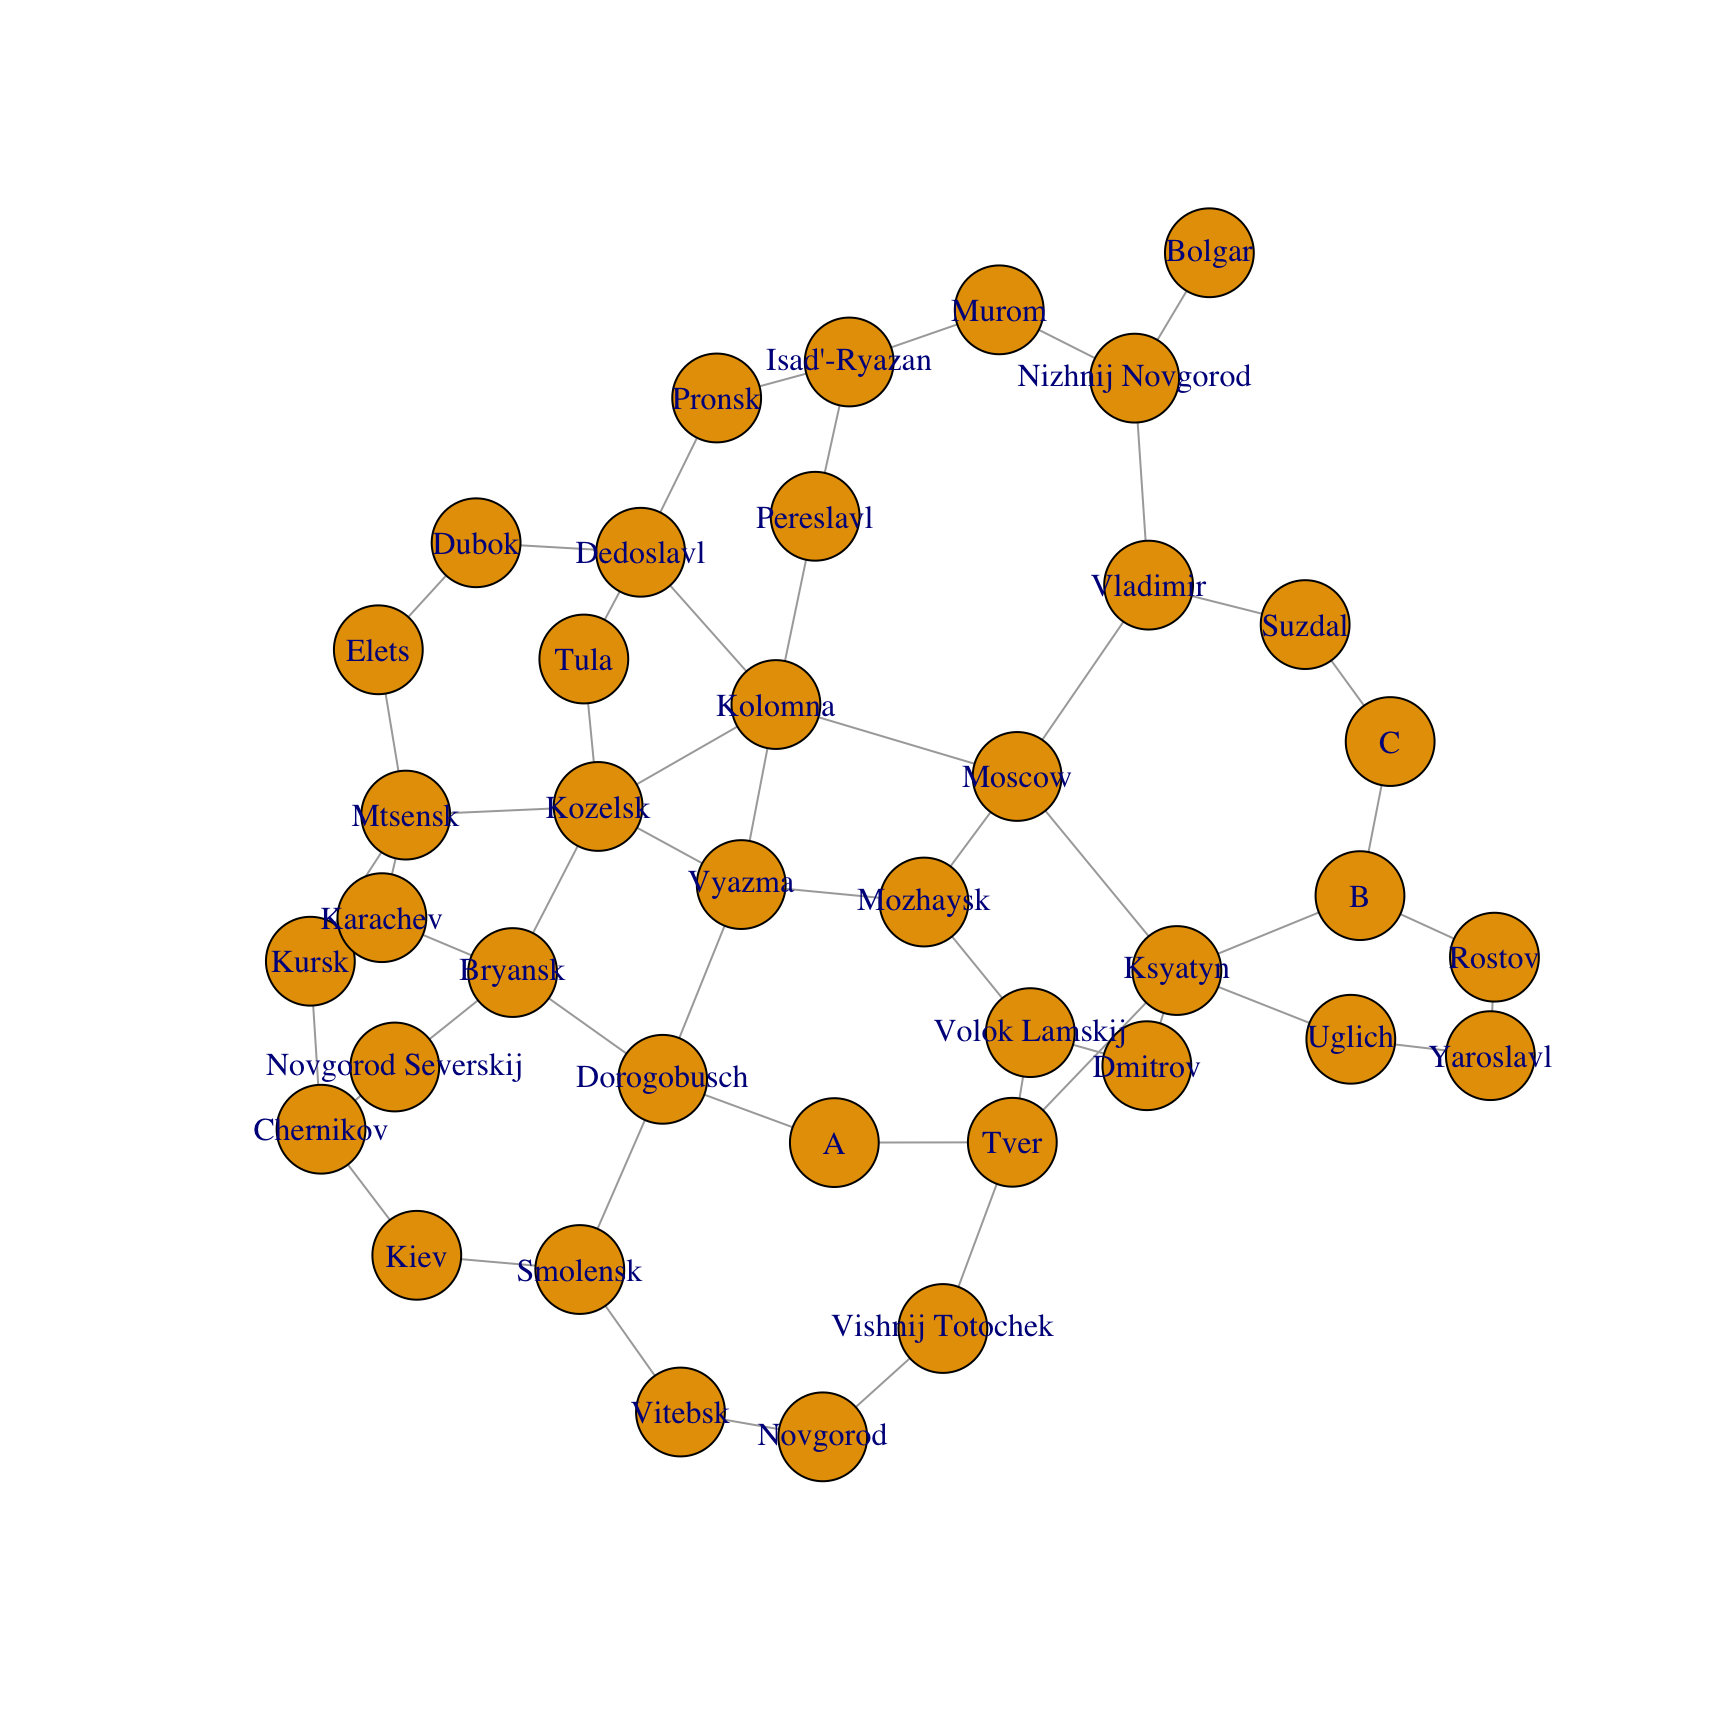 Bolgar
Murom
Isad'-Ryazan
Nizhnij Novgorod
Pronsk
Pereslavl
Dubok
Dedoslavl
Vladimir
Suzdal
Elets
Tula
Kolomna
C
Moscow
Kozelsk
Mtsensk
Vyazma
B
Mozhaysk
Karachev
Rostov
Kursk
Bryansk
Ksyatyn
Volok Lamskij
Uglich
Yaroslavl
Novgorod Severskij
Dmitrov
Dorogobusch
Chernikov
A
Tver
Kiev
Smolensk
Vishnij Totochek
Vitebsk
Novgorod